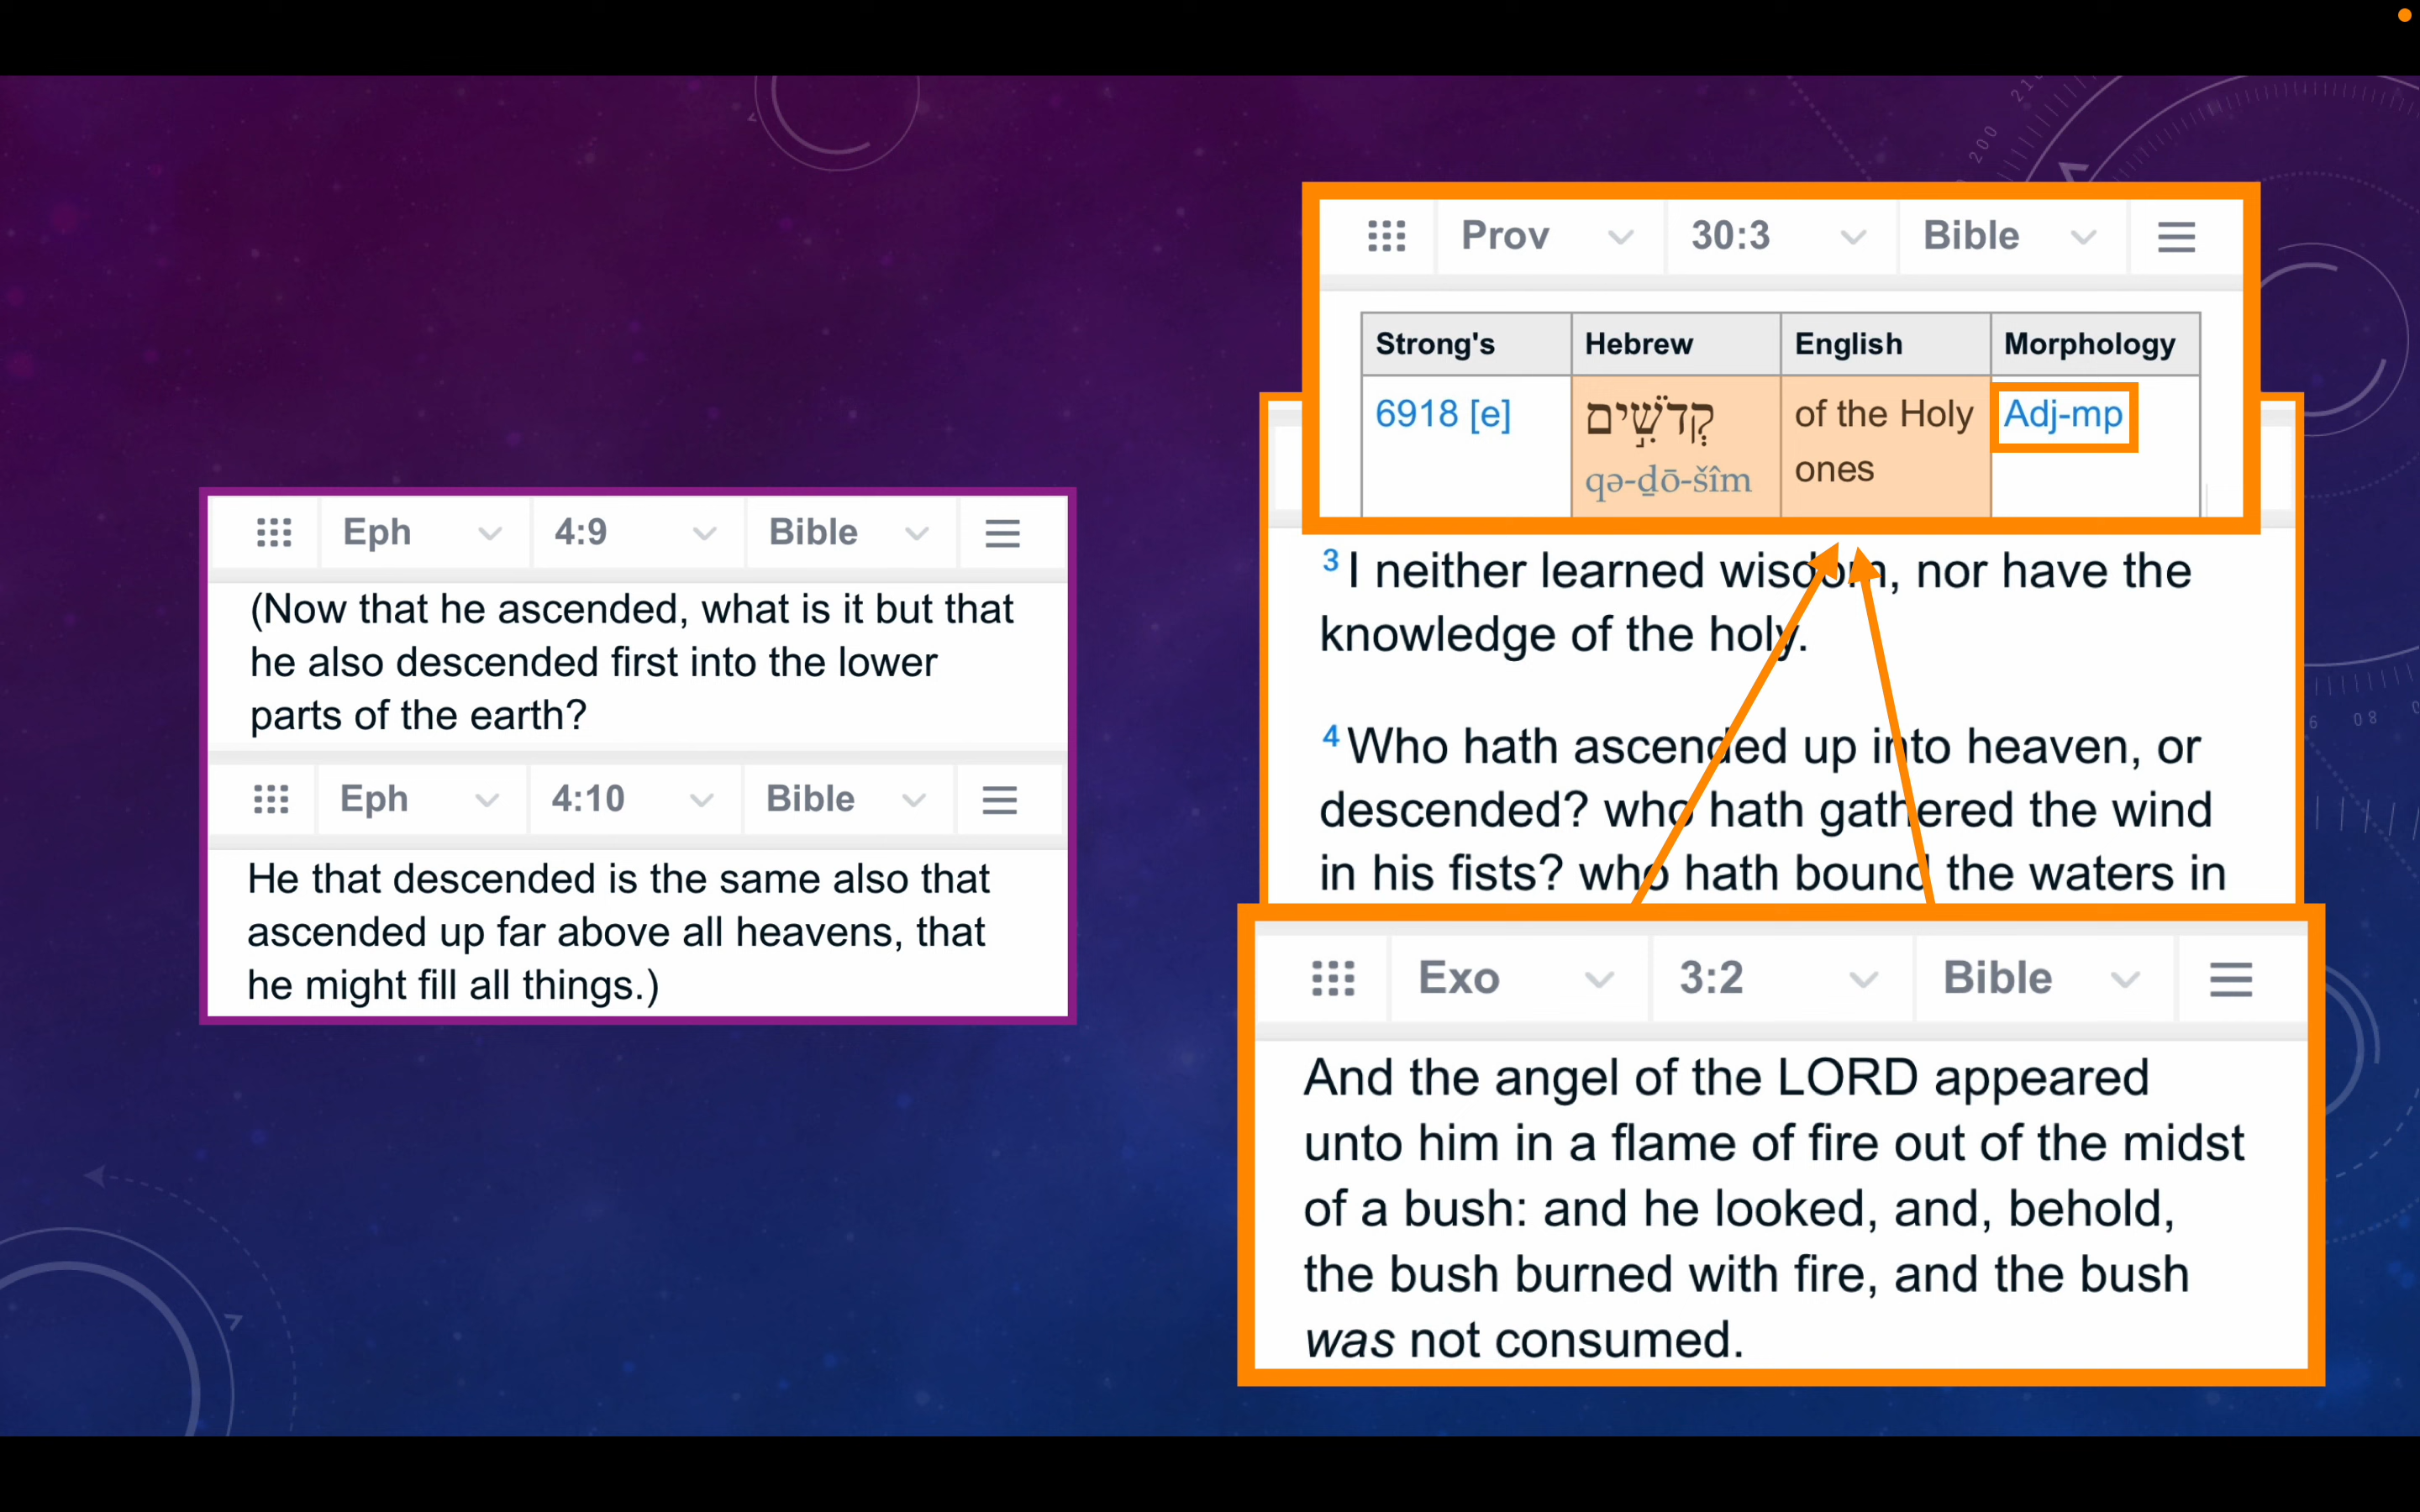 Eph 4:9 Bible
(Now that he ascended, what is it but that
he also descended first into the lower
parts of the earth?
Eph 4:10 Bible
He that descended is the same also that
ascended up far above all heavens, that
he might fill all things.)
Prov 30:3 Bible
Strong's Hebrew English Morphology
6918 [e] קְדֹשִׁ֣ים of the Holy Adj-mp
qə-ḏō-šîm ones
3 I neither learned wisdom, nor have the
knowledge of the holy.
4 Who hath ascended up into heaven, or
descended? who hath gathered the wind
in his fists? who hath bound the waters in
Exo 3:2 Bible
And the angel of the LORD appeared
unto him in a flame of fire out of the midst
of a bush: and he looked, and, behold,
the bush burned with fire, and the bush
was not consumed.
200